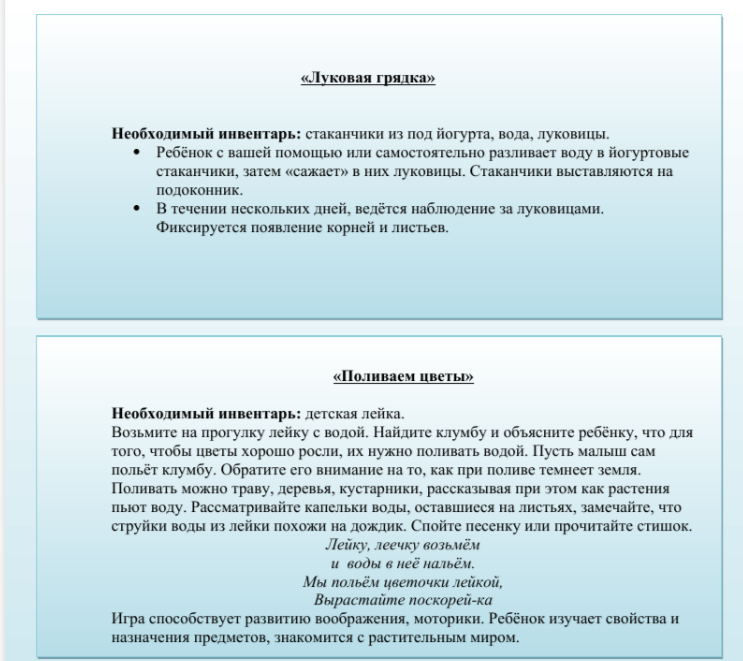 «Луковая грядка»
Необходимый инвентарь: стаканчики из под йогурта, вода, луковицы.
• Ребёнок с вашей помощью или самостоятельно разливает воду в йогуртовые
стаканчики, затем «сажает» в них луковицы. Стаканчики выставляются на
подоконник.
• В течении нескольких дней, ведётся наблюдение за луковицами.
Фиксируется появление корней и листьев.
«Поливаем цветы»
Необходимый инвентарь: детская лейка.
Возьмите на прогулку лейку с водой. Найдите клумбу и объясните ребёнку, что для
того, чтобы цветы хорошо росли, их нужно поливать водой. Пусть малыш сам
польёт клумбу. Обратите его внимание на то, как при поливе темнеет земля.
Поливать можно траву, деревья, кустарники, рассказывая при этом как растения
пьют воду. Рассматривайте капельки воды, оставшиеся на листьях, замечайте, что
струйки воды из лейки похожи на дождик. Спойте песенку или прочитайте стишок.
Лейку, леечку возьмём
и воды в неё нальём.
Мы польём цветочки лейкой,
Вырастайте поскорей-ка
Игра способствует развитию воображения, моторики. Ребёнок изучает свойства и
назначения предметов, знакомится с растительным миром.